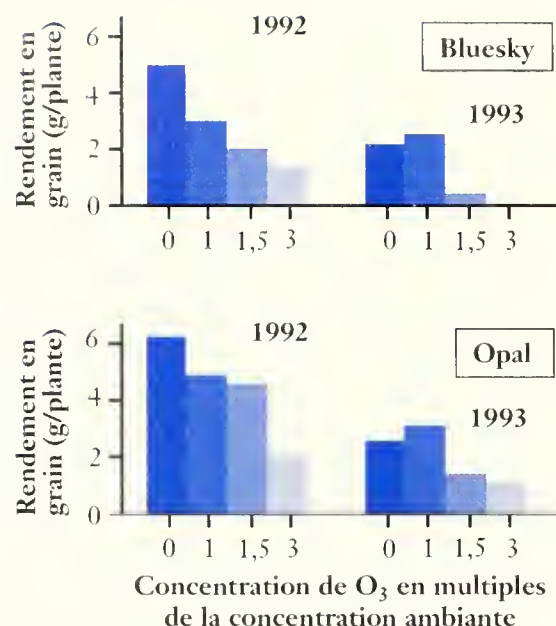 Rendement en
grain (g/plante)
6
4
2
0
1992
Bluesky
1993
0 1 1,5 3
0 1 1,5 3
Rendement en
grain (g/plante)
6
4
2
0
1992
Opal
1993
0 1 1,5 3
0 1 1,5 3
Concentration de O₃ en multiples
de la concentration ambiante